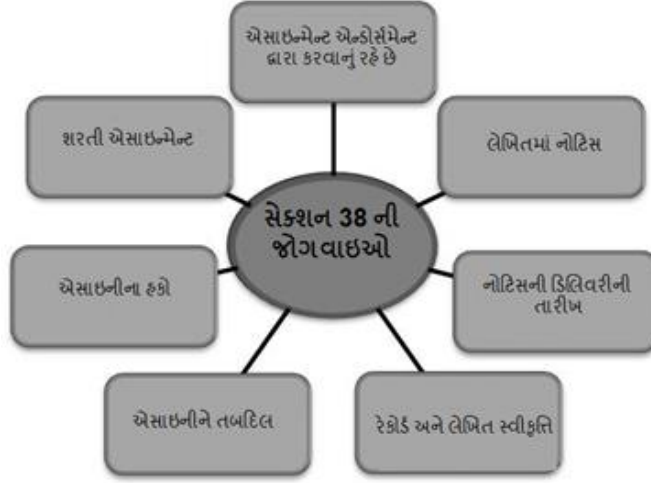 એસાઇન્મેન્ટ એન્ડોર્સમેન્ટ
દ્વારા કરવાનું રહે છે
શરતી એસાઇન્મેન્ટ
લેખિતમાં નોટિસ
સેક્શન 38 ની
જોગવાઇઓ
એસાઇનીના હકો
નોટિસની ડિલિવરીની
તારીખ
એસાઇનીને તબદિલ
રેકોર્ડ અને લેખિત સ્વીકૃત્તિ